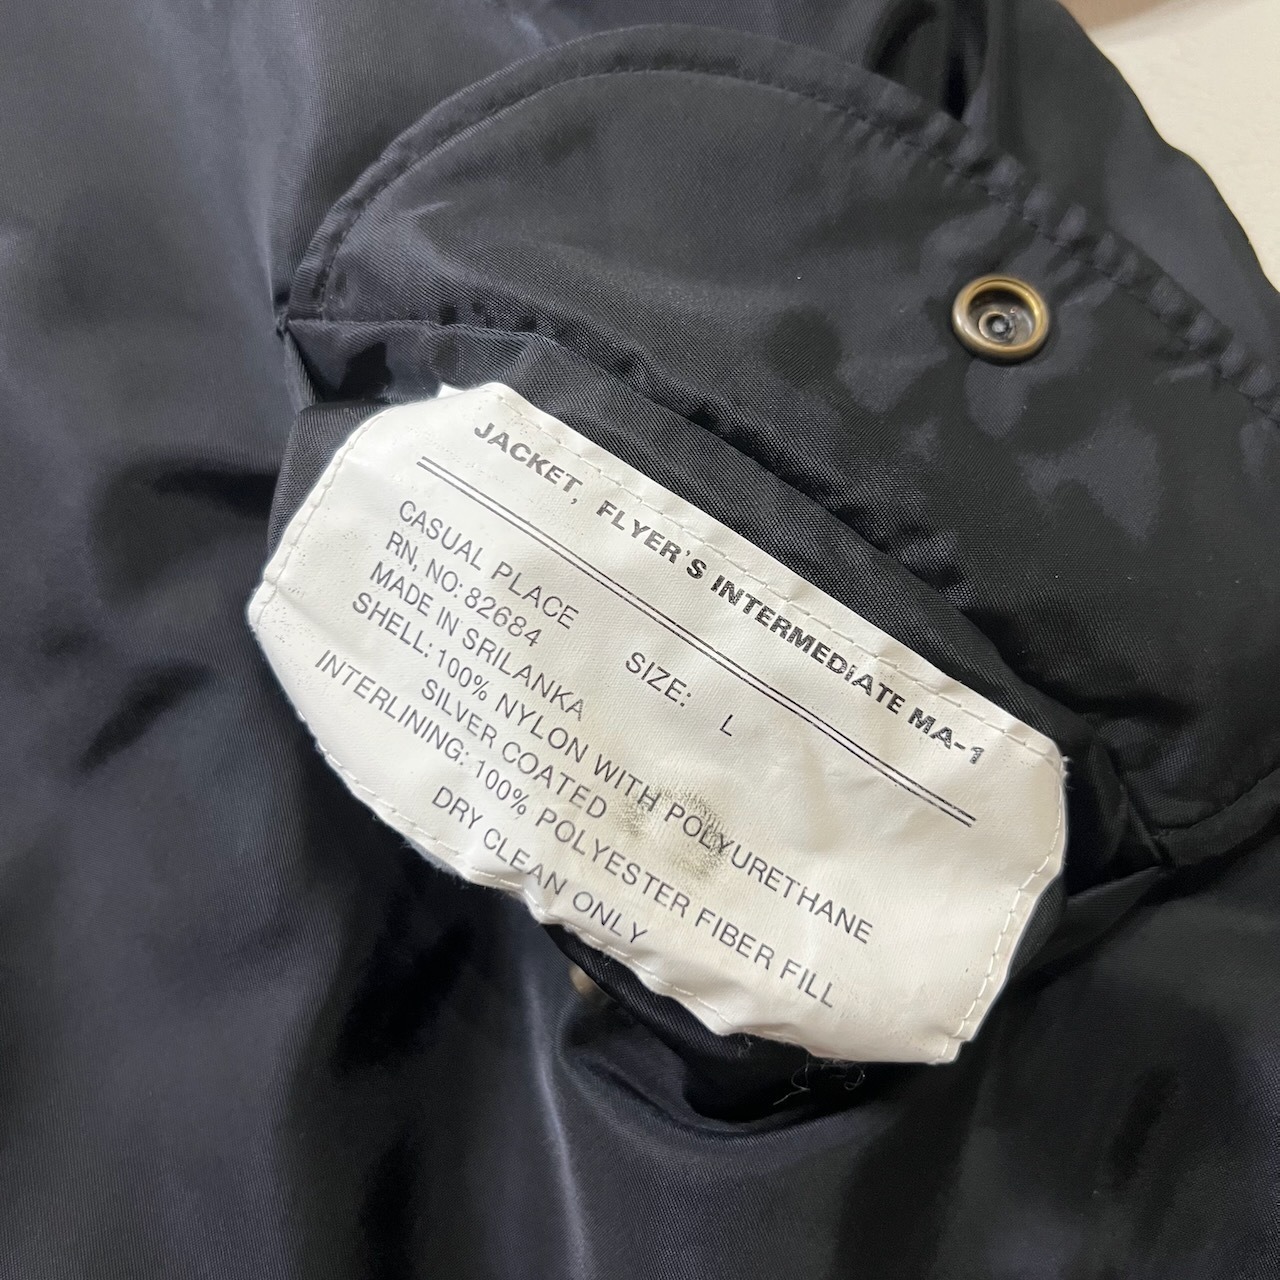 JACKET, FLYER'S INTERMEDIATE MA-1
CASUAL PLACE
RN, NO: 82684 SIZE: L
MADE IN SRILANKA
SHELL: 100% NYLON WITH POLYURETHANE
SILVER COATED
INTERLINING: 100% POLYESTER FIBER FILL
DRY CLEAN ONLY